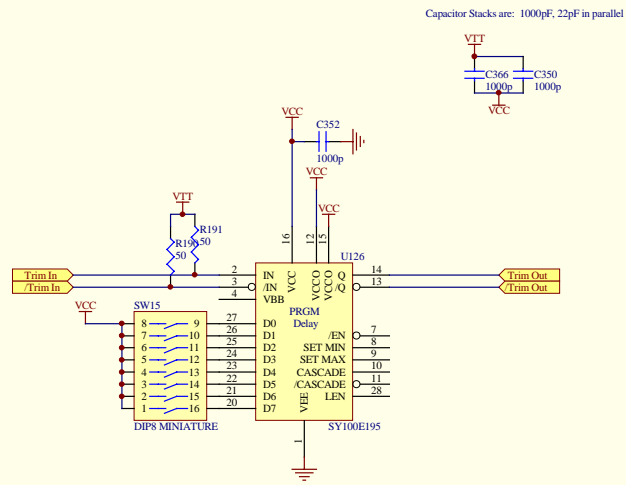 Capacitor Stacks are: 1000pF, 22pF in parallel
VTT
C366
1000p
C350
1000p
VCC
VCC
C352
1000p
VCC
VCC
VTT
R191
50
R190
50
16
12
15
U126
Trim In
/Trim In
2
3
4
IN
/IN
VBB
VCC
VCCO
VCCO
Q
/Q
14
13
Trim Out
/Trim Out
PRGM
Delay
VCC
SW15
8 9
7 10
6 11
5 12
4 13
3 14
2 15
1 16
DIP8 MINIATURE
27 D0
26 D1
25 D2
24 D3
23 D4
22 D5
21 D6
20 D7
/EN 7
SET MIN 8
SET MAX 9
CASCADE 10
/CASCADE 11
LEN 28
VEE
SY100E195
1